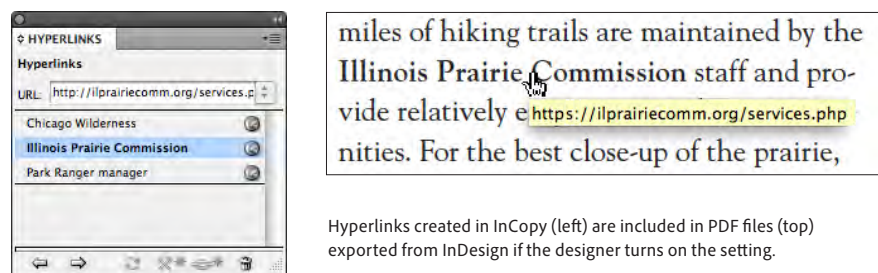 HYPERLINKS
Hyperlinks
URL: http://ilprairiecomm.org/services.p
Chicago Wilderness
Illinois Prairie Commission
Park Ranger manager
miles of hiking trails are maintained by the
Illinois Prairie Commission staff and pro-
vide relatively e
https://ilprairiecomm.org/services.php
nities. For the best close-up of the prairie,
Hyperlinks created in InCopy (left) are included in PDF files (top)
exported from InDesign if the designer turns on the setting.